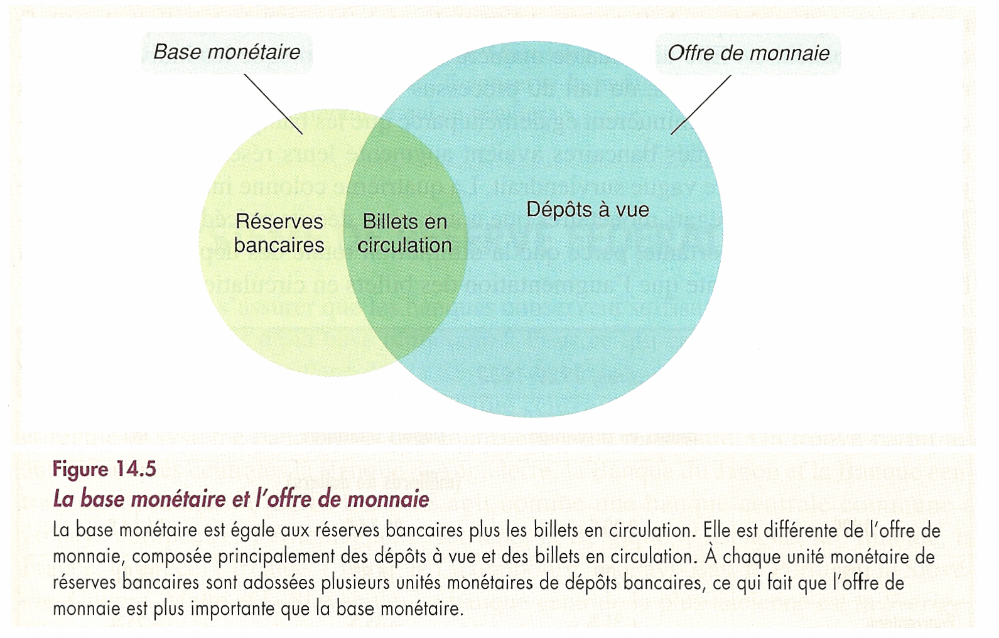 Base monétaire
Offre de monnaie
Réserves
bancaires
Billets en
circulation
Dépôts à vue
Figure 14.5
La base monétaire et l'offre de monnaie
La base monétaire est égale aux réserves bancaires plus les billets en circulation. Elle est différente de l'offre de
monnaie, composée principalement des dépôts à vue et des billets en circulation. À chaque unité monétaire de
réserves bancaires sont adossées plusieurs unités monétaires de dépôts bancaires, ce qui fait que l'offre de
monnaie est plus importante que la base monétaire.